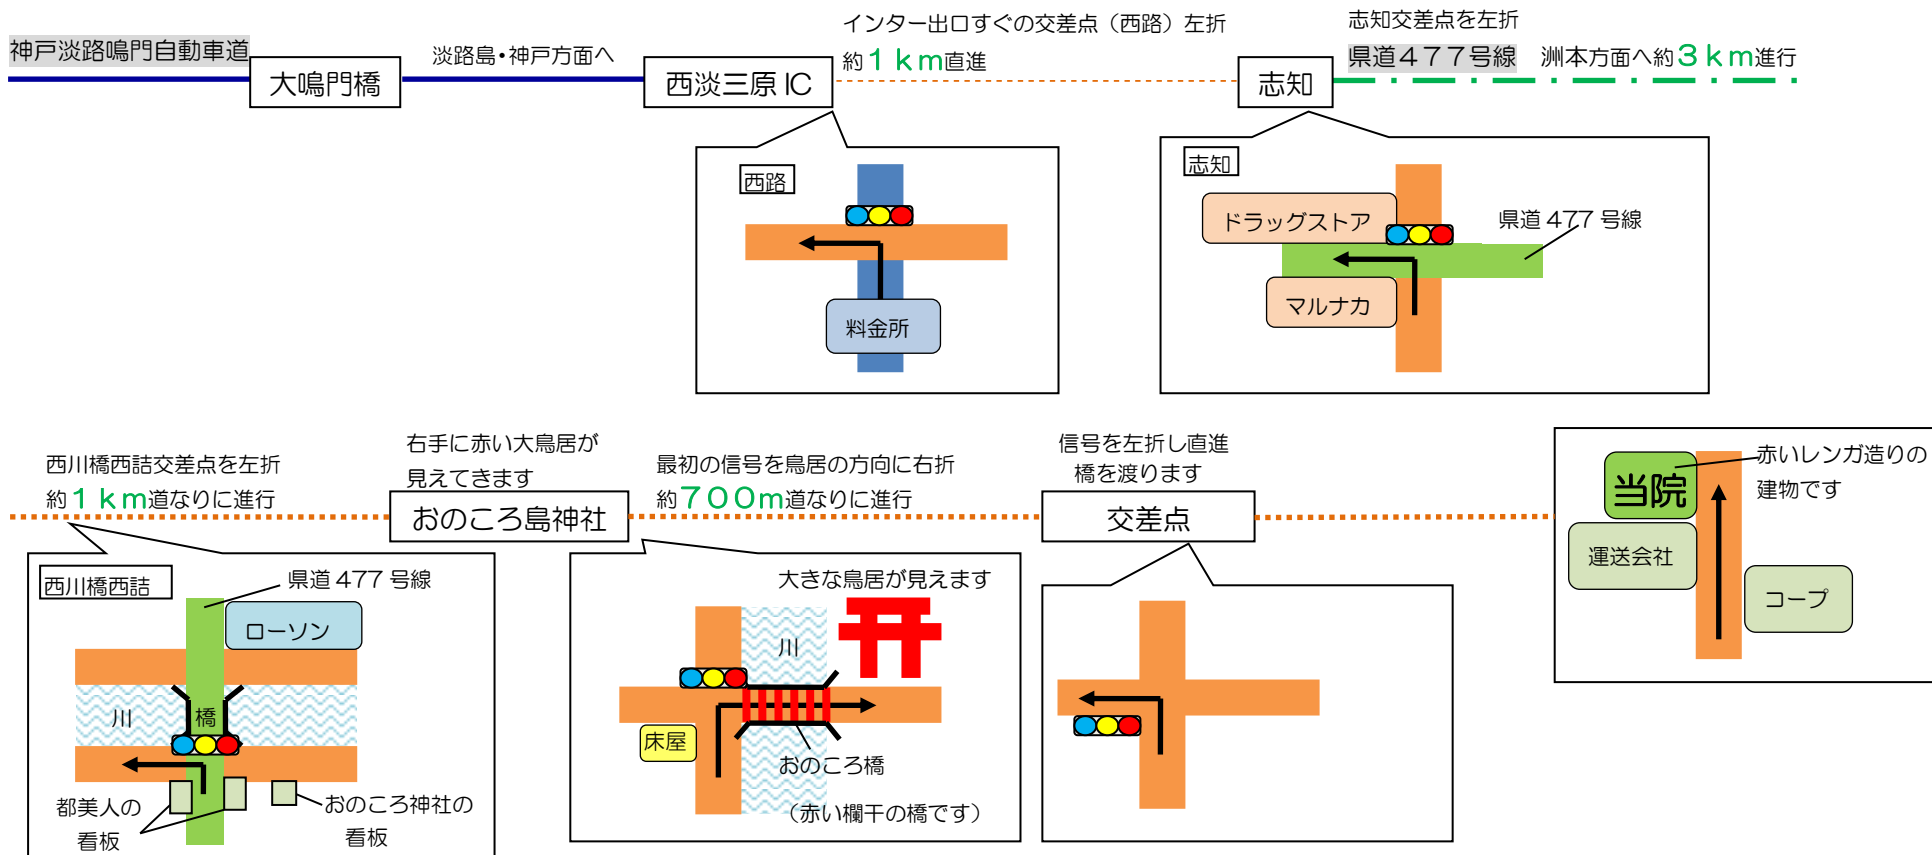 神戸淡路鳴門自動車道
大鳴門橋
淡路島・神戸方面へ
西淡三原 IC
インター出口すぐの交差点（西路）左折
約１ｋｍ直進
志知
志知交差点を左折
県道４７７号線　洲本方面へ約３ｋｍ進行
西路
料金所
志知
ドラッグストア
県道 477 号線
マルナカ
西川橋西詰交差点を左折
約１ｋｍ道なりに進行
右手に赤い大鳥居が
見えてきます
おのころ島神社
最初の信号を鳥居の方向に右折
約７００ｍ道なりに進行
信号を左折し直進
橋を渡ります
交差点
当院
赤いレンガ造りの
建物です
運送会社
コープ
西川橋西詰
県道 477 号線
ローソン
川
橋
都美人の
看板
おのころ神社の
看板
大きな鳥居が見えます
川
床屋
おのころ橋
（赤い欄干の橋です）